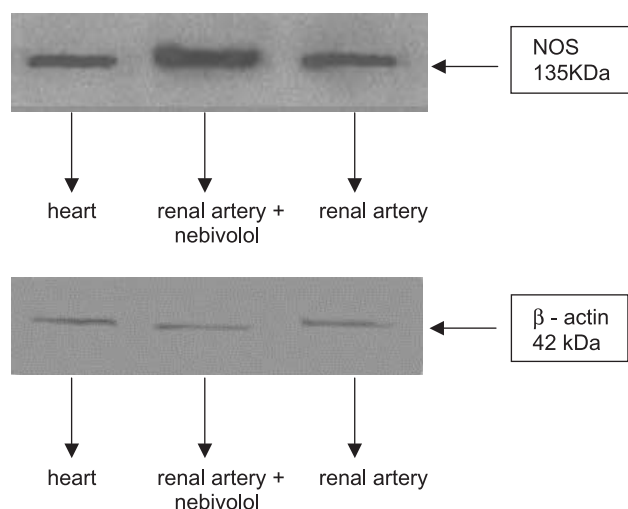 NOS
135KDa
heart
renal artery +
nebivolol
renal artery
β - actin
42 kDa
heart
renal artery +
nebivolol
renal artery